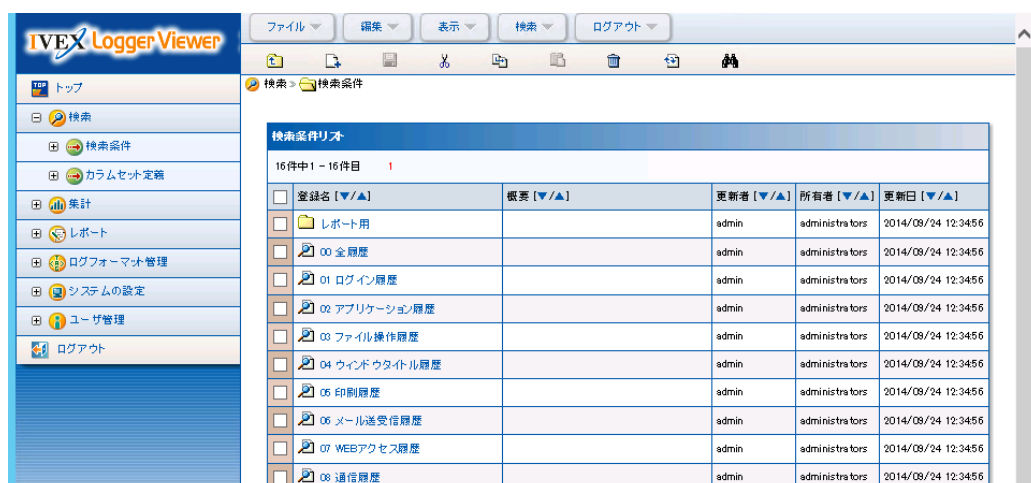 IVEX Logger Viewer
ファイル 編集 表示 検索 ログアウト
検索 » 検索条件
TOP トップ
検索
検索条件
カラムセット定義
集計
レポート
ログフォーマット管理
システムの設定
ユーザ管理
ログアウト
検索条件リスト
16件中1 - 16件目 1
登録名 [▼/▲] 概要 [▼/▲] 更新者 [▼/▲] 所有者 [▼/▲] 更新日 [▼/▲]
レポート用 admin administrators 2014/09/24 12:34:56
00 全履歴 admin administrators 2014/09/24 12:34:56
01 ログイン履歴 admin administrators 2014/09/24 12:34:56
02 アプリケーション履歴 admin administrators 2014/09/24 12:34:56
03 ファイル操作履歴 admin administrators 2014/09/24 12:34:56
04 ウィンドウタイトル履歴 admin administrators 2014/09/24 12:34:56
05 印刷履歴 admin administrators 2014/09/24 12:34:56
06 メール送受信履歴 admin administrators 2014/09/24 12:34:56
07 WEBアクセス履歴 admin administrators 2014/09/24 12:34:56
08 通信履歴 admin administrators 2014/09/24 12:34:56